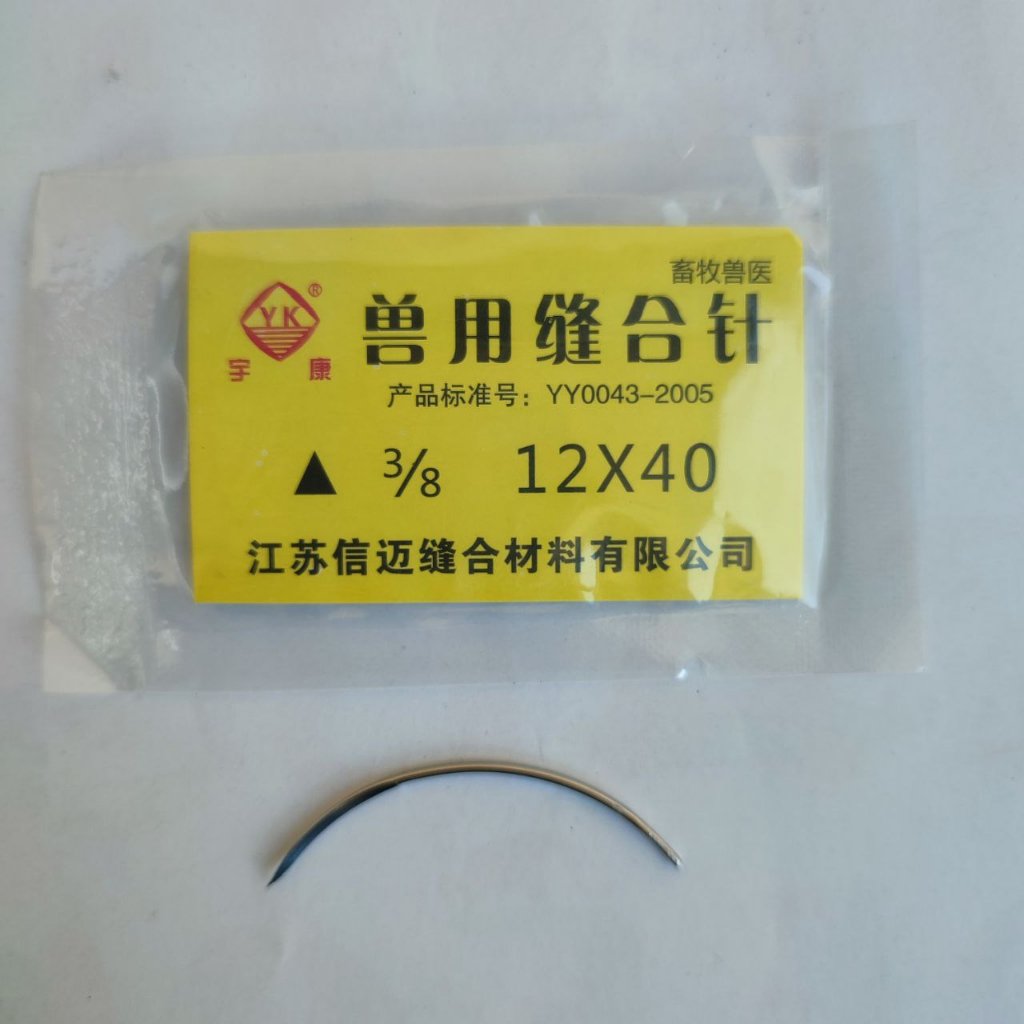 畜牧兽医
YK®
宇康
兽用缝合针
产品标准号：YY0043-2005
▲ 3/8 12X40
江苏信迈缝合材料有限公司